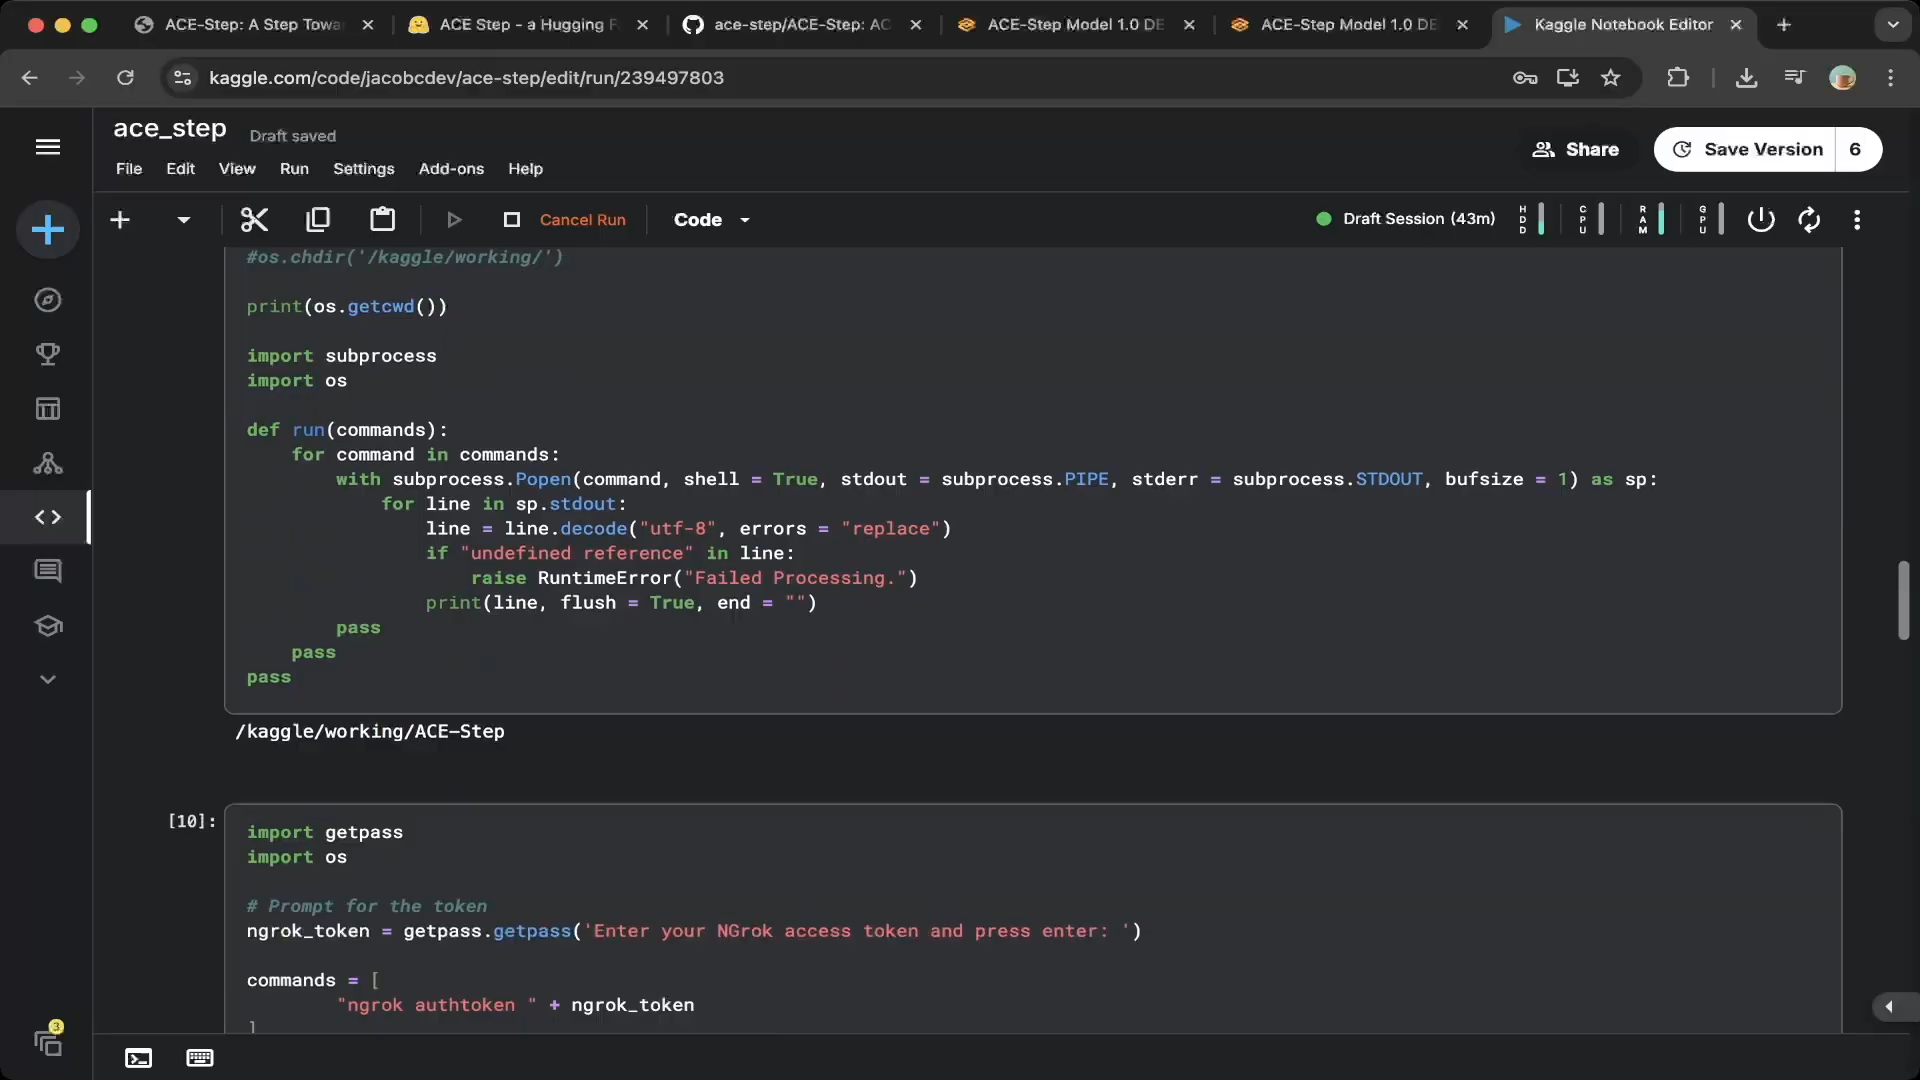 ACE-Step: A Step Towa
ACE Step - a Hugging F
ace-step/ACE-Step: AC
ACE-Step Model 1.0 DE
ACE-Step Model 1.0 DE
Kaggle Notebook Editor
kaggle.com/code/jacobcdev/ace-step/edit/run/239497803
ace_step
Draft saved
Share
Save Version
6
File
Edit
View
Run
Settings
Add-ons
Help
Cancel Run
Code
Draft Session (43m)
HDD
CPU
RAM
GPU
#os.chdir('/kaggle/working/')
print(os.getcwd())
import subprocess
import os
def run(commands):
for command in commands:
with subprocess.Popen(command, shell = True, stdout = subprocess.PIPE, stderr = subprocess.STDOUT, bufsize = 1) as sp:
for line in sp.stdout:
line = line.decode("utf-8", errors = "replace")
if "undefined reference" in line:
raise RuntimeError("Failed Processing.")
print(line, flush = True, end = "")
pass
pass
pass
/kaggle/working/ACE-Step
[10]:
import getpass
import os
# Prompt for the token
ngrok_token = getpass.getpass('Enter your NGrok access token and press enter: ')
commands = [
"ngrok authtoken " + ngrok_token
]
3